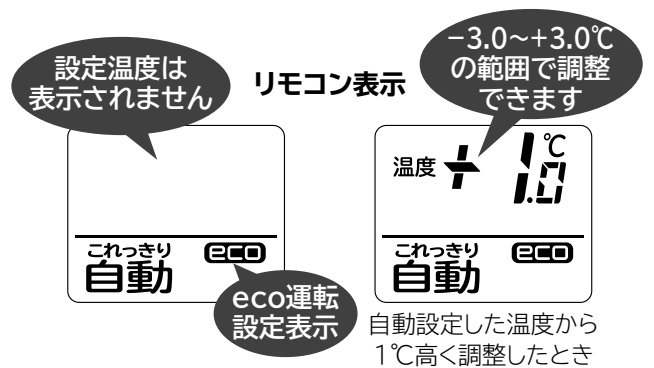 設定温度は
表示されません
リモコン表示
−3.0～+3.0℃
の範囲で調整
できます
これっきり
自動
eco
eco運転
設定表示
温度 + 1.0 ℃
これっきり
自動
eco
自動設定した温度から
1℃高く調整したとき